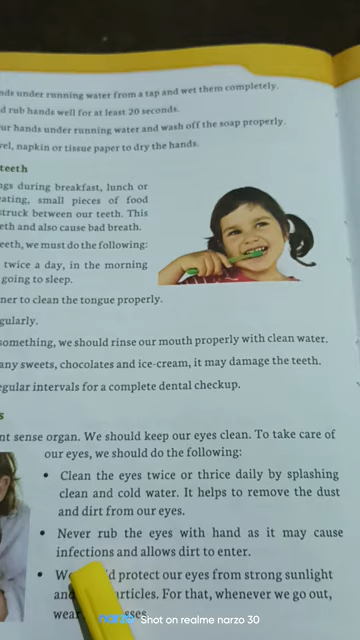 nds under running water from a tap and wet them completely.
d rub hands well for at least 20 seconds.
ur hands under running water and wash off the soap properly.
vel, napkin or tissue paper to dry the hands.
teeth
ngs during breakfast, lunch or
eating, small pieces of food
struck between our teeth. This
eth and also cause bad breath.
eeth, we must do the following:
twice a day, in the morning
going to sleep.
ner to clean the tongue properly.
gularly.
something, we should rinse our mouth properly with clean water.
any sweets, chocolates and ice-cream, it may damage the teeth.
egular intervals for a complete dental checkup.
s
nt sense organ. We should keep our eyes clean. To take care of
our eyes, we should do the following:
• Clean the eyes twice or thrice daily by splashing
clean and cold water. It helps to remove the dust
and dirt from our eyes.
• Never rub the eyes with hand as it may cause
infections and allows dirt to enter.
• We d protect our eyes from strong sunlight
and articles. For that, whenever we go out,
wear sses
narzo Shot on realme narzo 30